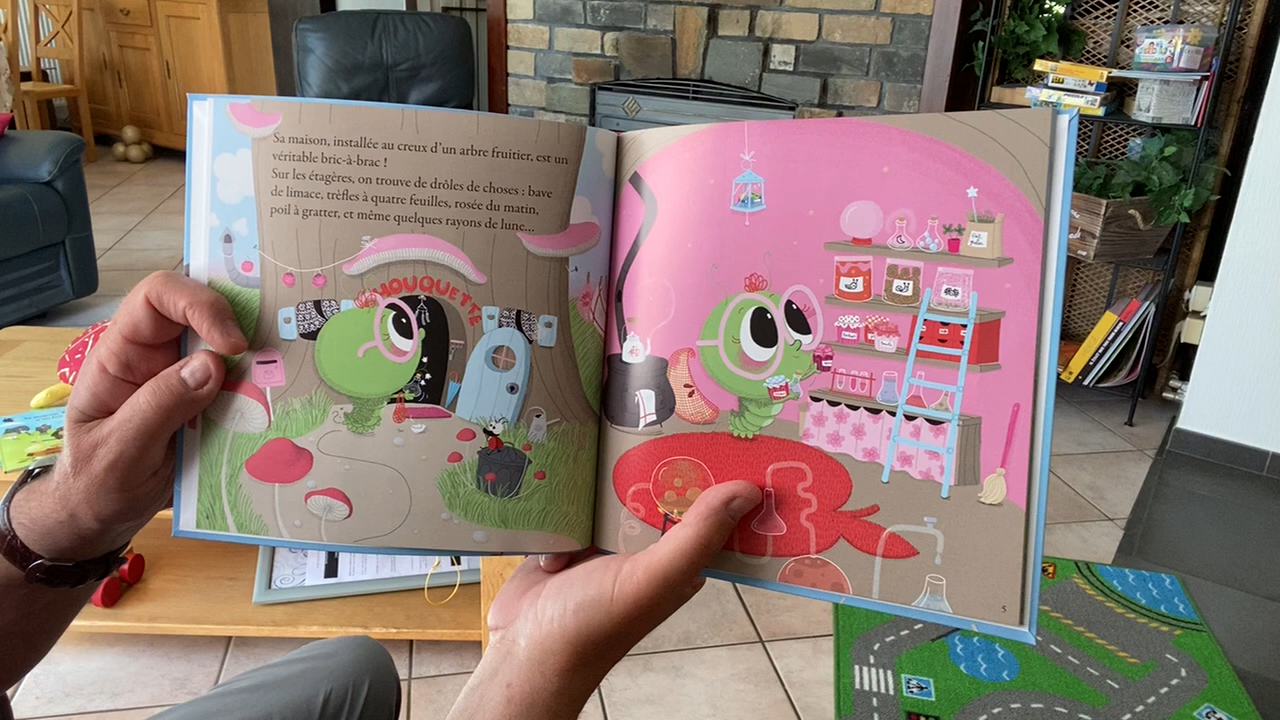 Sa maison, installée au creux d'un arbre fruitier, est un
véritable bric-à-brac !
Sur les étagères, on trouve de drôles de choses : bave
de limace, trèfles à quatre feuilles, rosée du matin,
poil à gratter, et même quelques rayons de lune...
MOUQUETTE
5